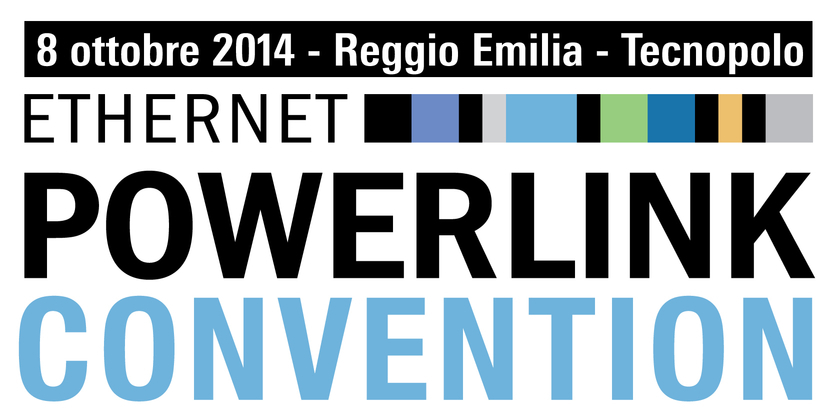 8 ottobre 2014 - Reggio Emilia - Tecnopolo
ETHERNET
POWERLINK
CONVENTION